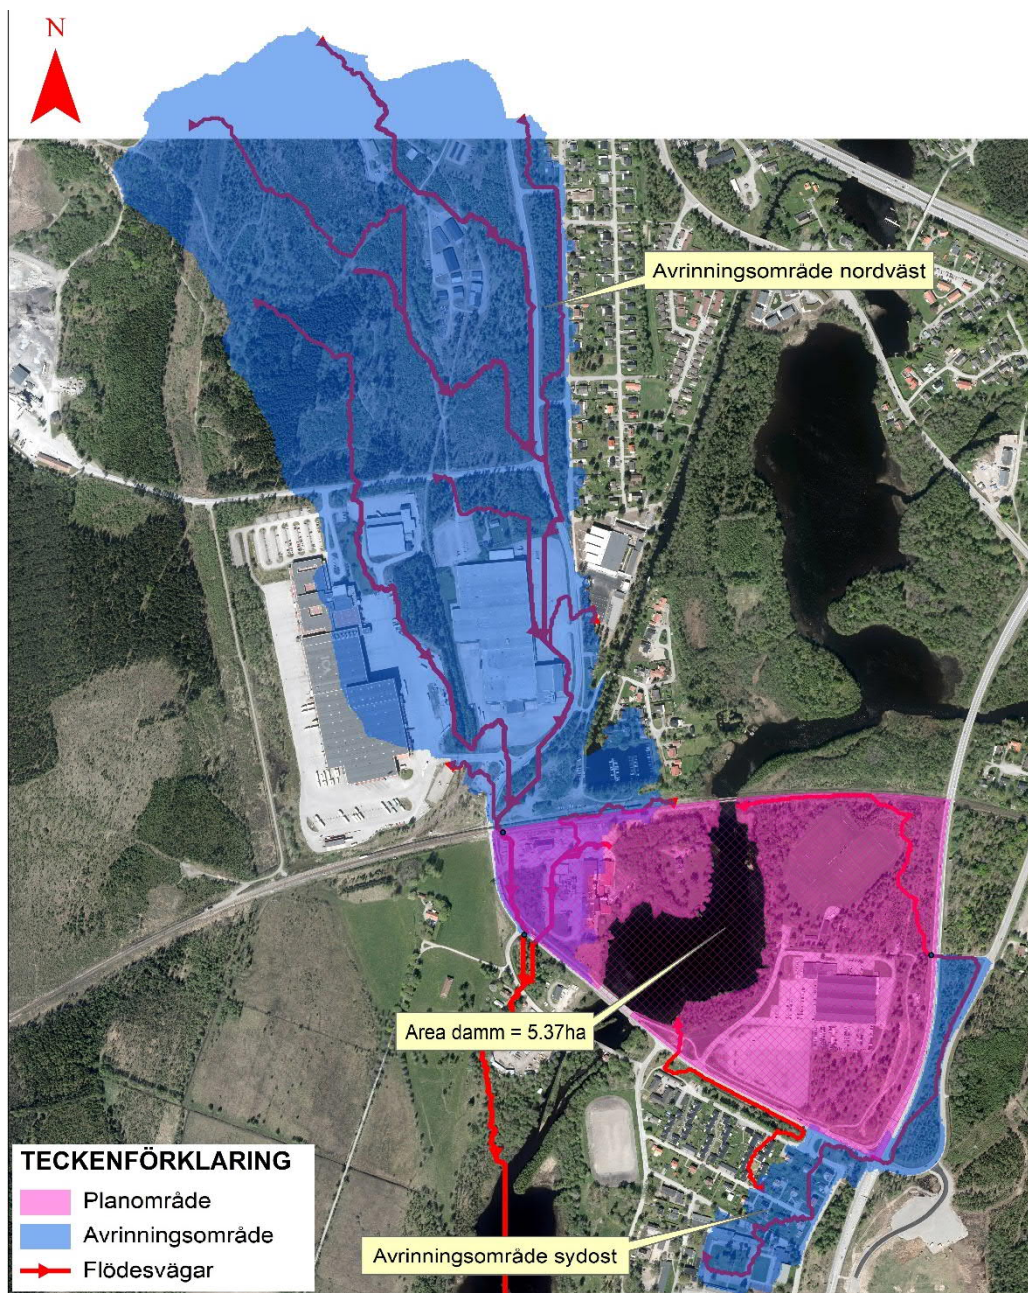 N
Avrinningsområde nordväst
Area damm = 5.37ha
Avrinningsområde sydost
TECKENFÖRKLARING
Planområde
Avrinningsområde
Flödesvägar